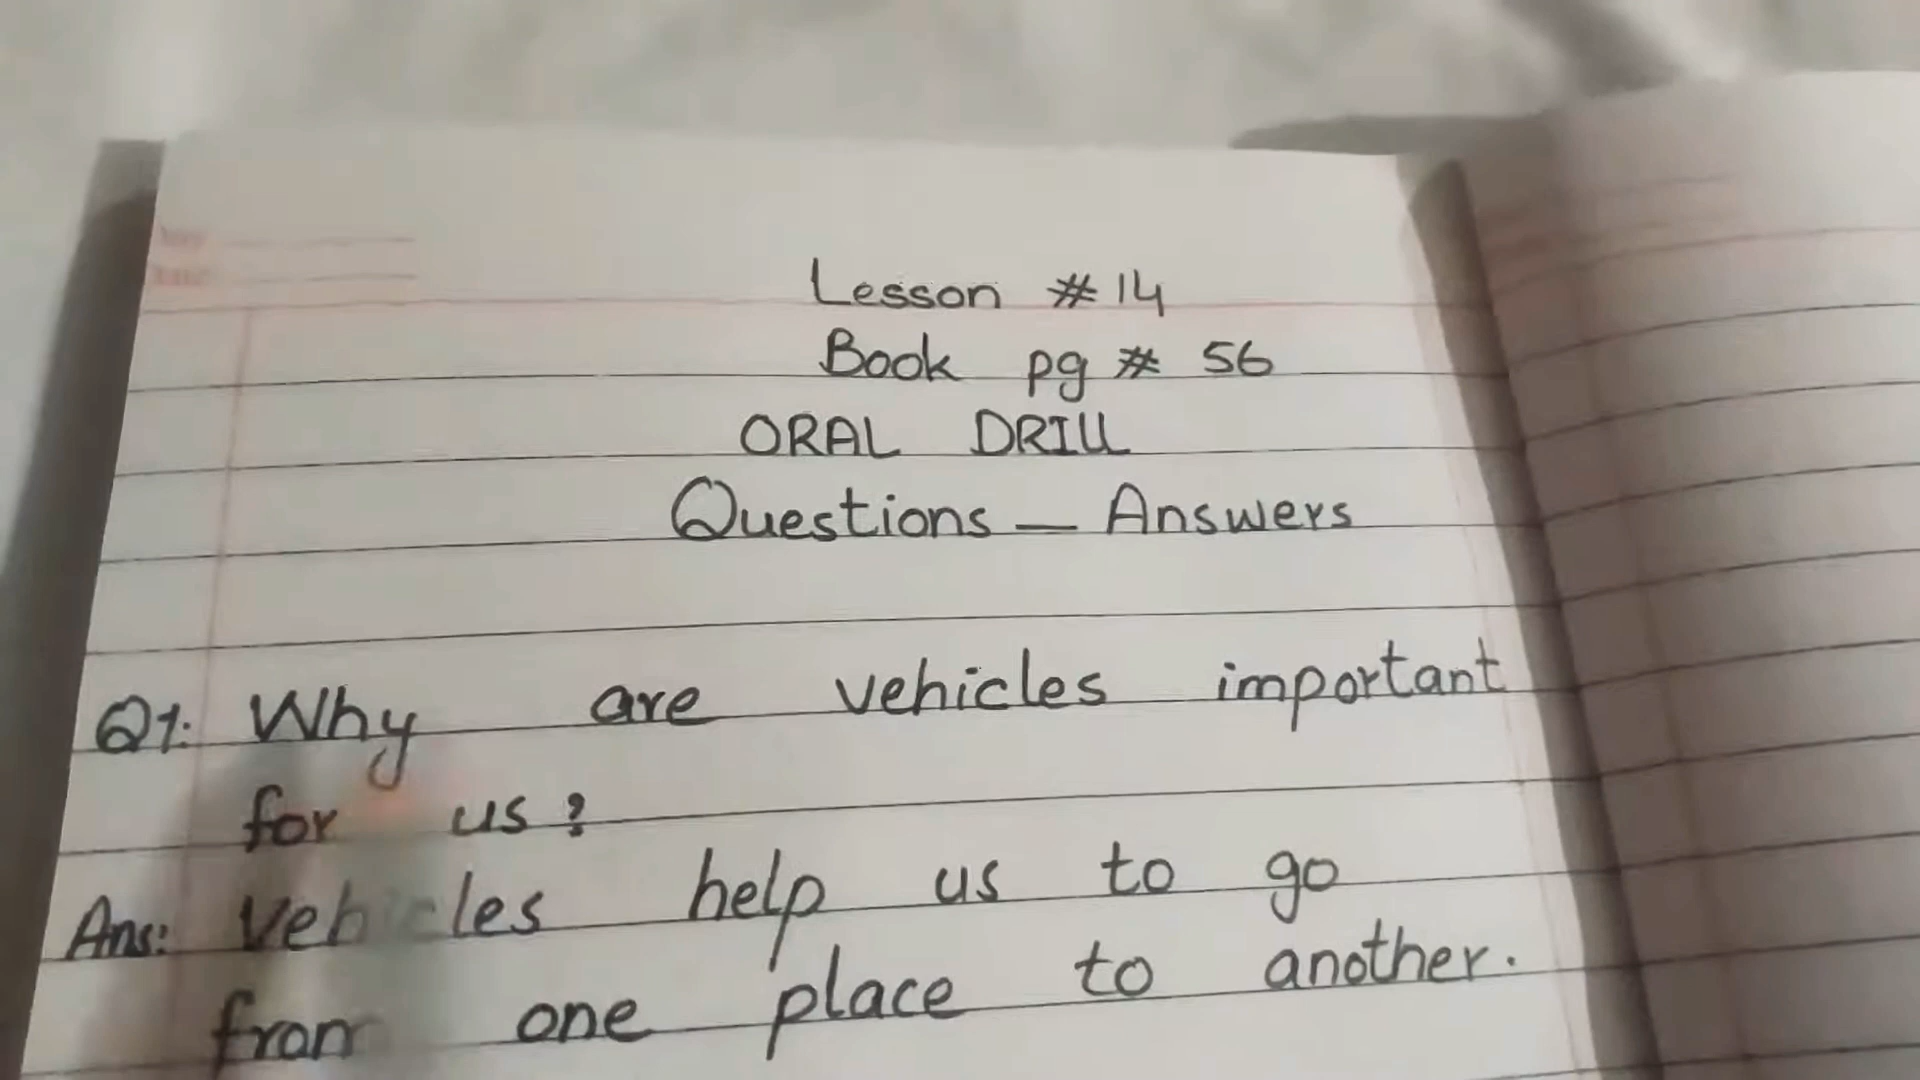 Lesson # 14
Book pg # 56
ORAL DRILL
Questions — Answers
Q1: Why are vehicles important
for us?
Ans: Vehicles help us to go
from one place to another.